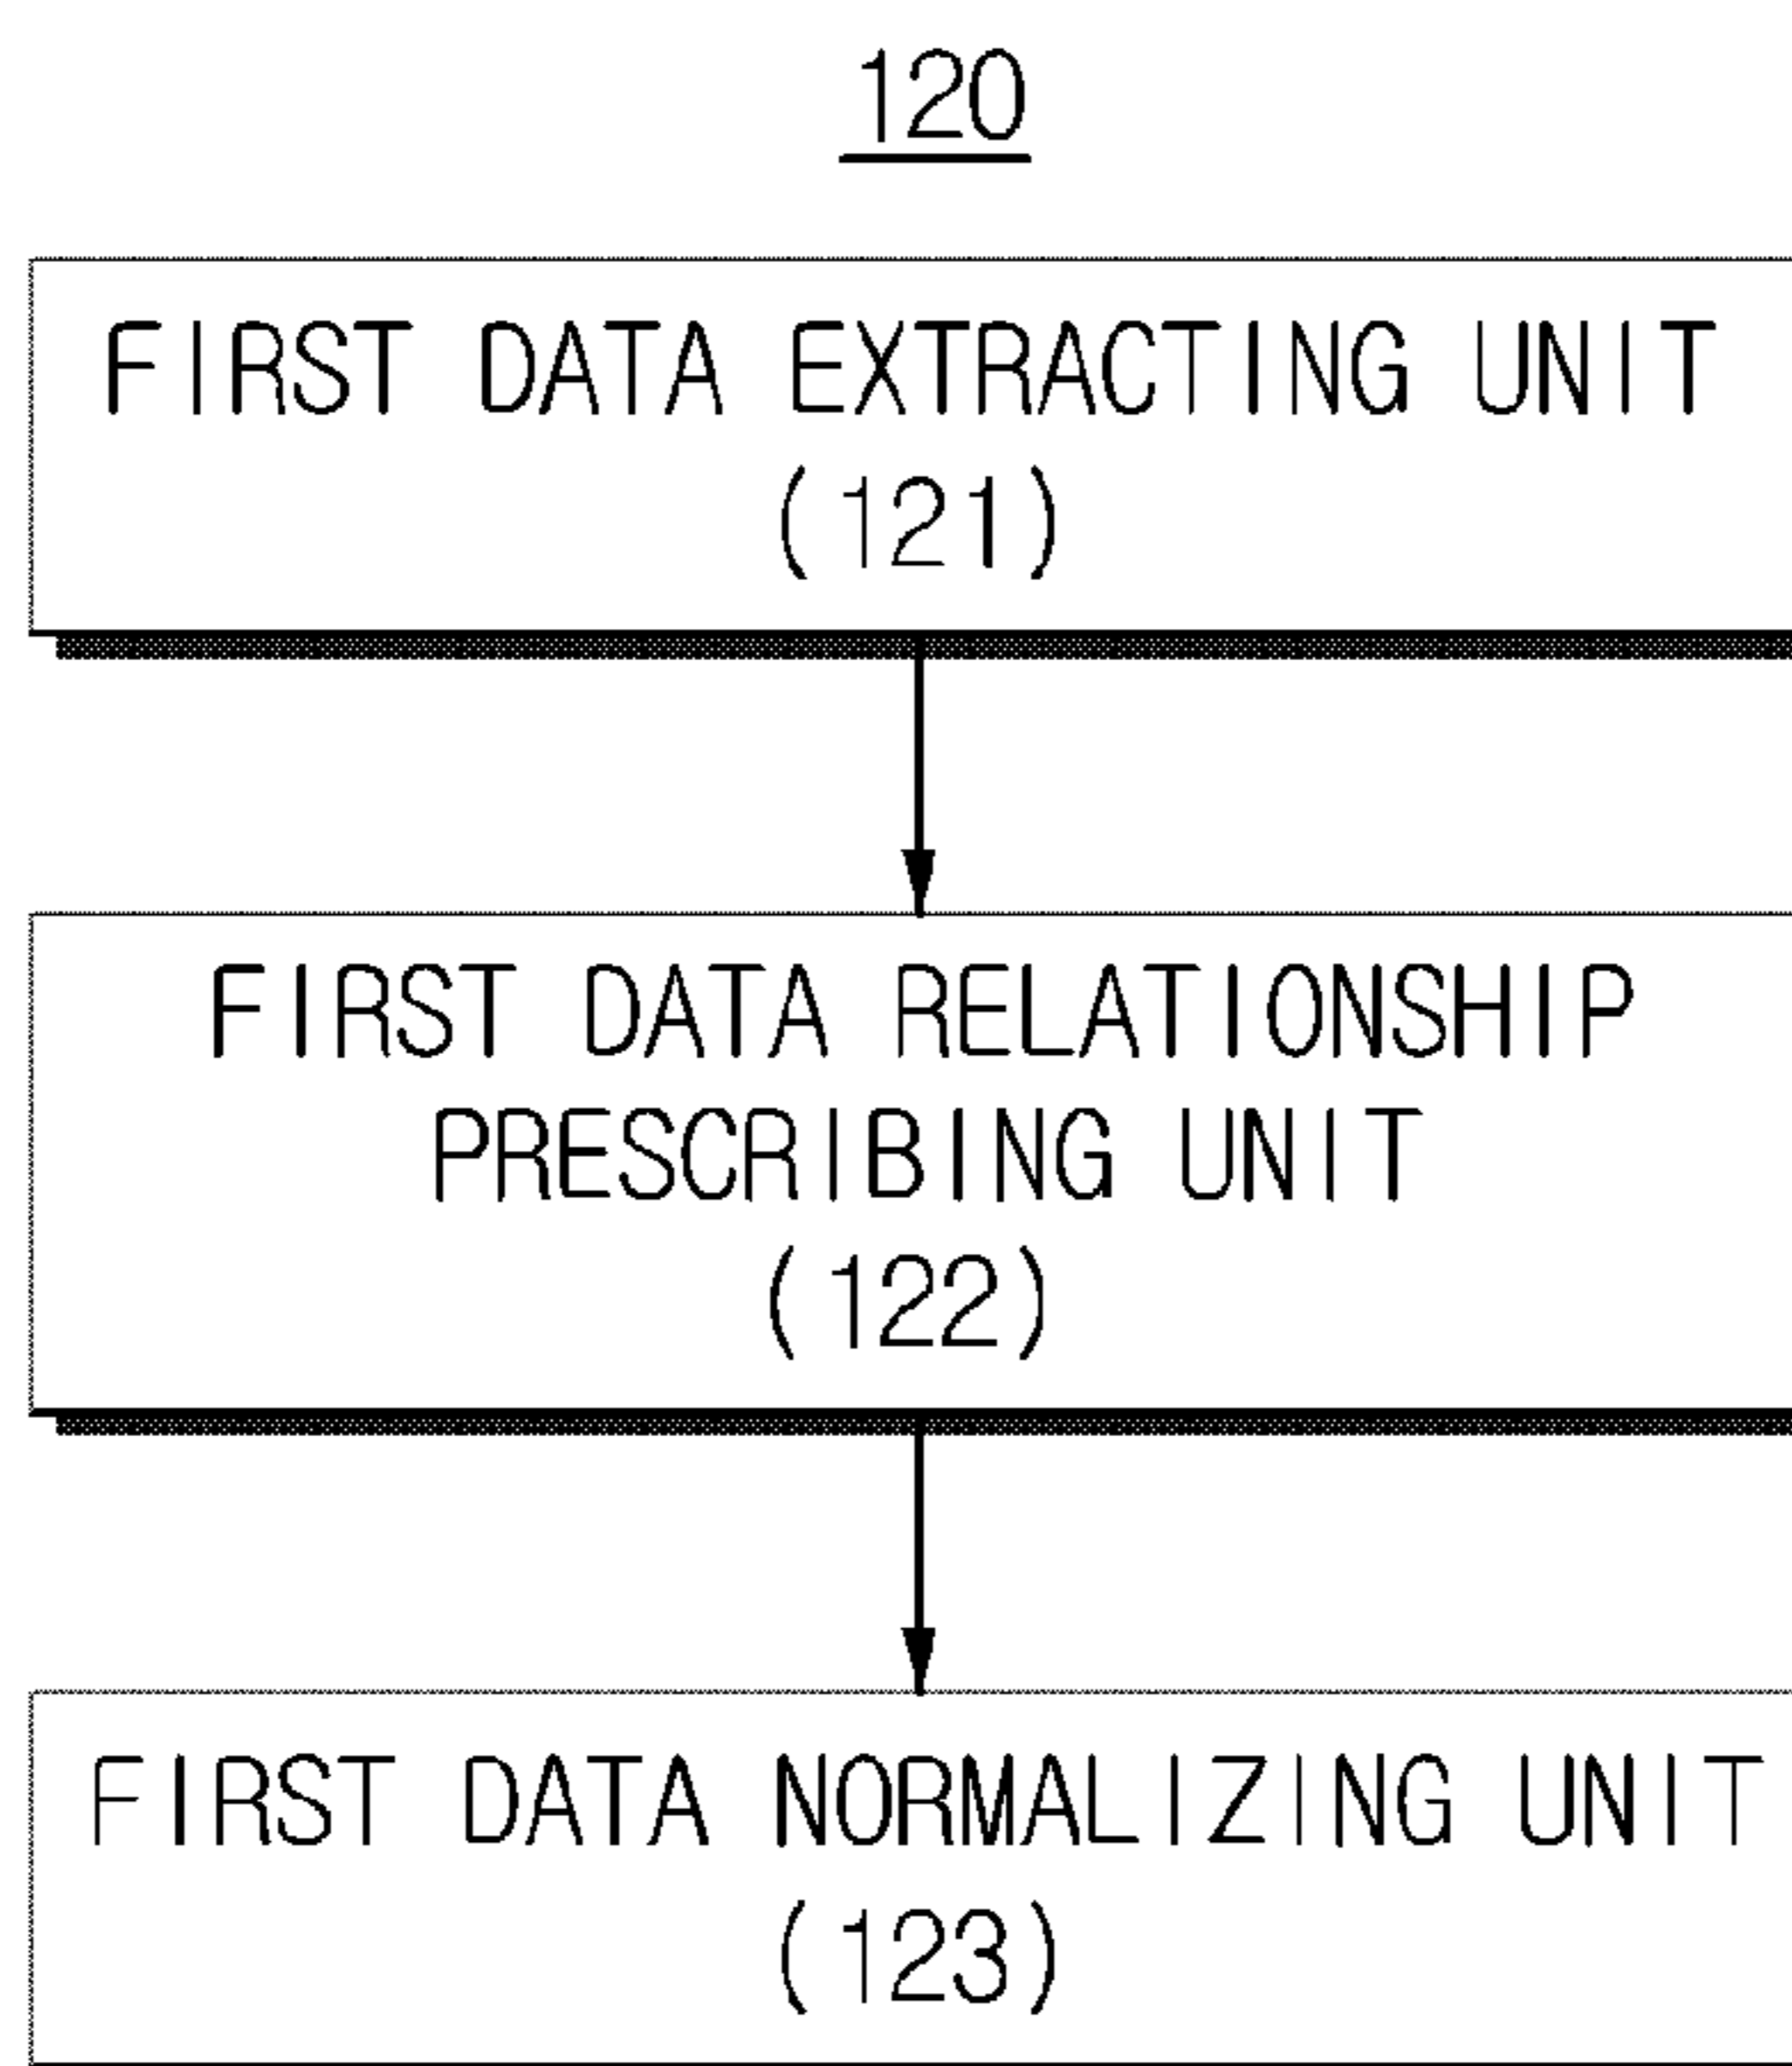 120
FIRST DATA EXTRACTING UNIT
(121)
FIRST DATA RELATIONSHIP
PRESCRIBING UNIT
(122)
FIRST DATA NORMALIZING UNIT
(123)